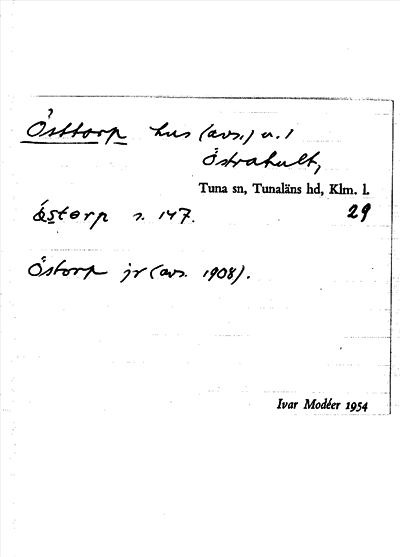 Östtorp hus (avs.) u. 1
Östrahult,
Tuna sn, Tunaläns hd, Klm. l.
östorp s. 147. 29
Östorp jr (avs. 1908).
Ivar Modéer 1954